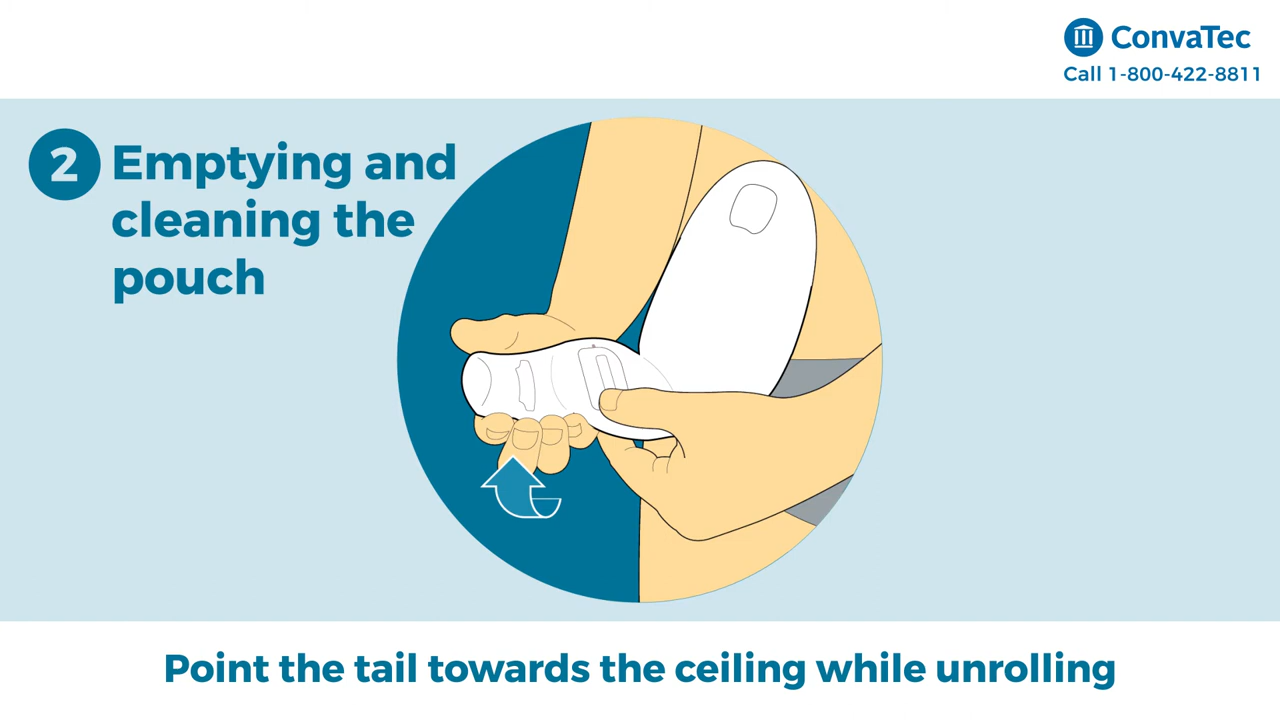 ConvaTec
Call 1-800-422-8811
2
Emptying and
cleaning the
pouch
Point the tail towards the ceiling while unrolling